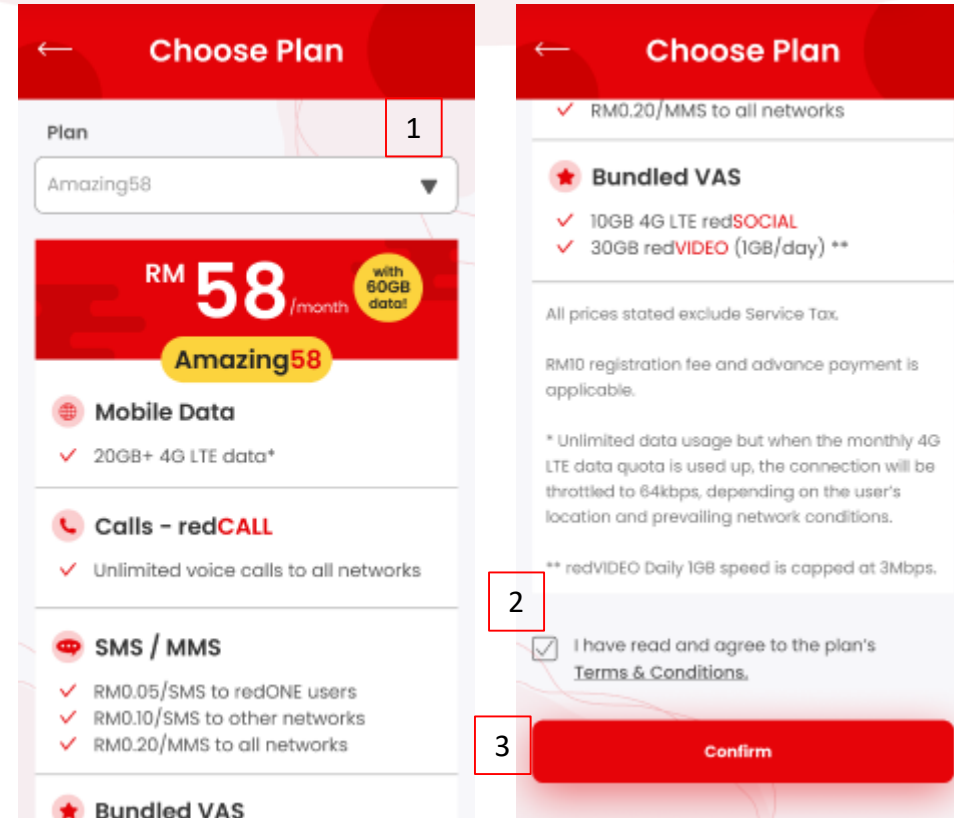 Choose Plan
1
Plan
Amazing58
RM 58 /month
with
60GB
data!
Amazing58
Mobile Data
20GB+ 4G LTE data*
Calls - redCALL
Unlimited voice calls to all networks
SMS / MMS
RM0.05/SMS to redONE users
RM0.10/SMS to other networks
RM0.20/MMS to all networks
Bundled VAS
Choose Plan
RM0.20/MMS to all networks
Bundled VAS
10GB 4G LTE redSOCIAL
30GB redVIDEO (1GB/day) **
All prices stated exclude Service Tax.
RM10 registration fee and advance payment is
applicable.
* Unlimited data usage but when the monthly 4G
LTE data quota is used up, the connection will be
throttled to 64kbps, depending on the user's
location and prevailing network conditions.
** redVIDEO Daily 1GB speed is capped at 3Mbps.
2
I have read and agree to the plan's
Terms & Conditions.
3
Confirm